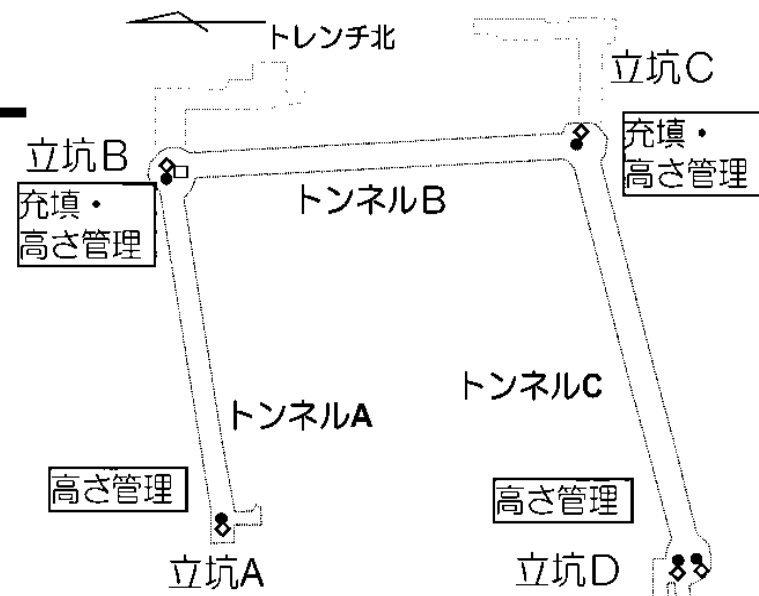 トレンチ北
立坑C
充填・
高さ管理
立坑B
充填・
高さ管理
トンネルB
トンネルC
トンネルA
高さ管理
高さ管理
立坑A
立坑D